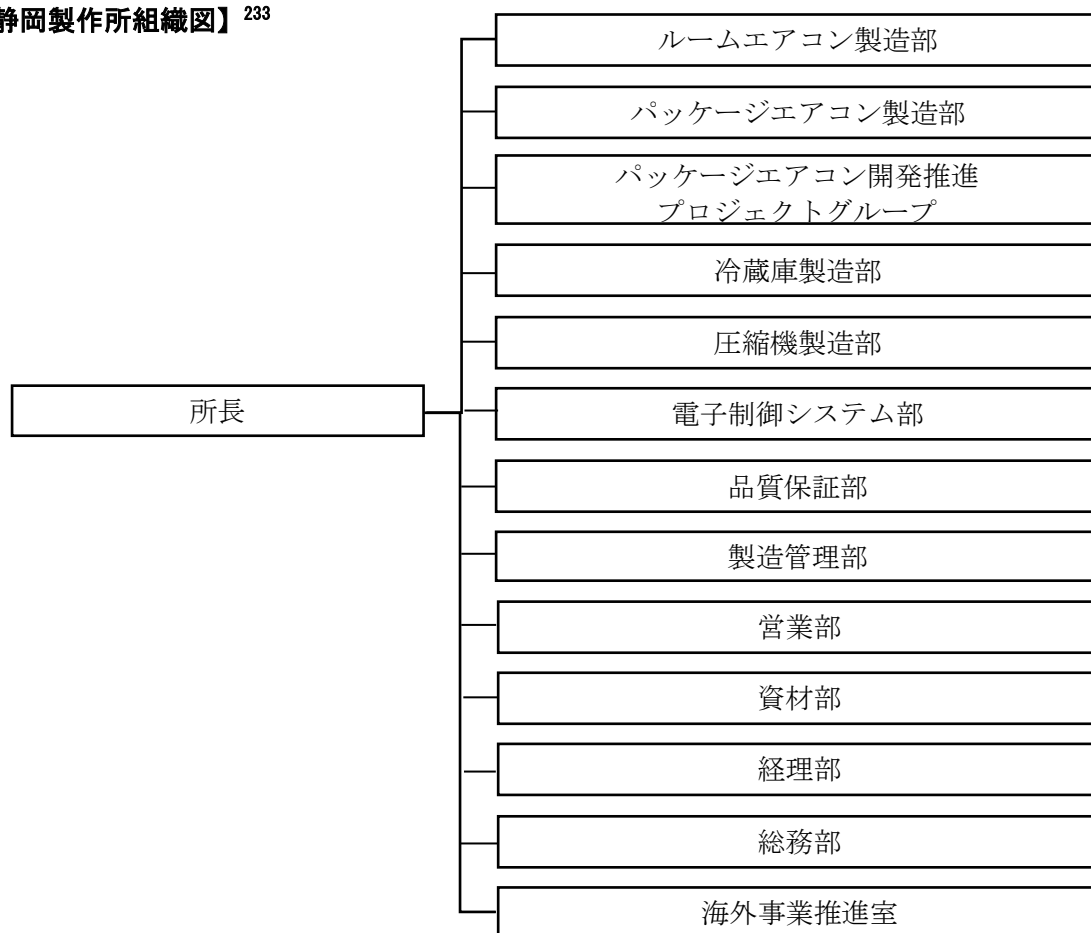 静岡製作所組織図】233
ルームエアコン製造部
パッケージエアコン製造部
パッケージエアコン開発推進
プロジェクトグループ
冷蔵庫製造部
圧縮機製造部
所長
電子制御システム部
品質保証部
製造管理部
営業部
資材部
経理部
総務部
海外事業推進室